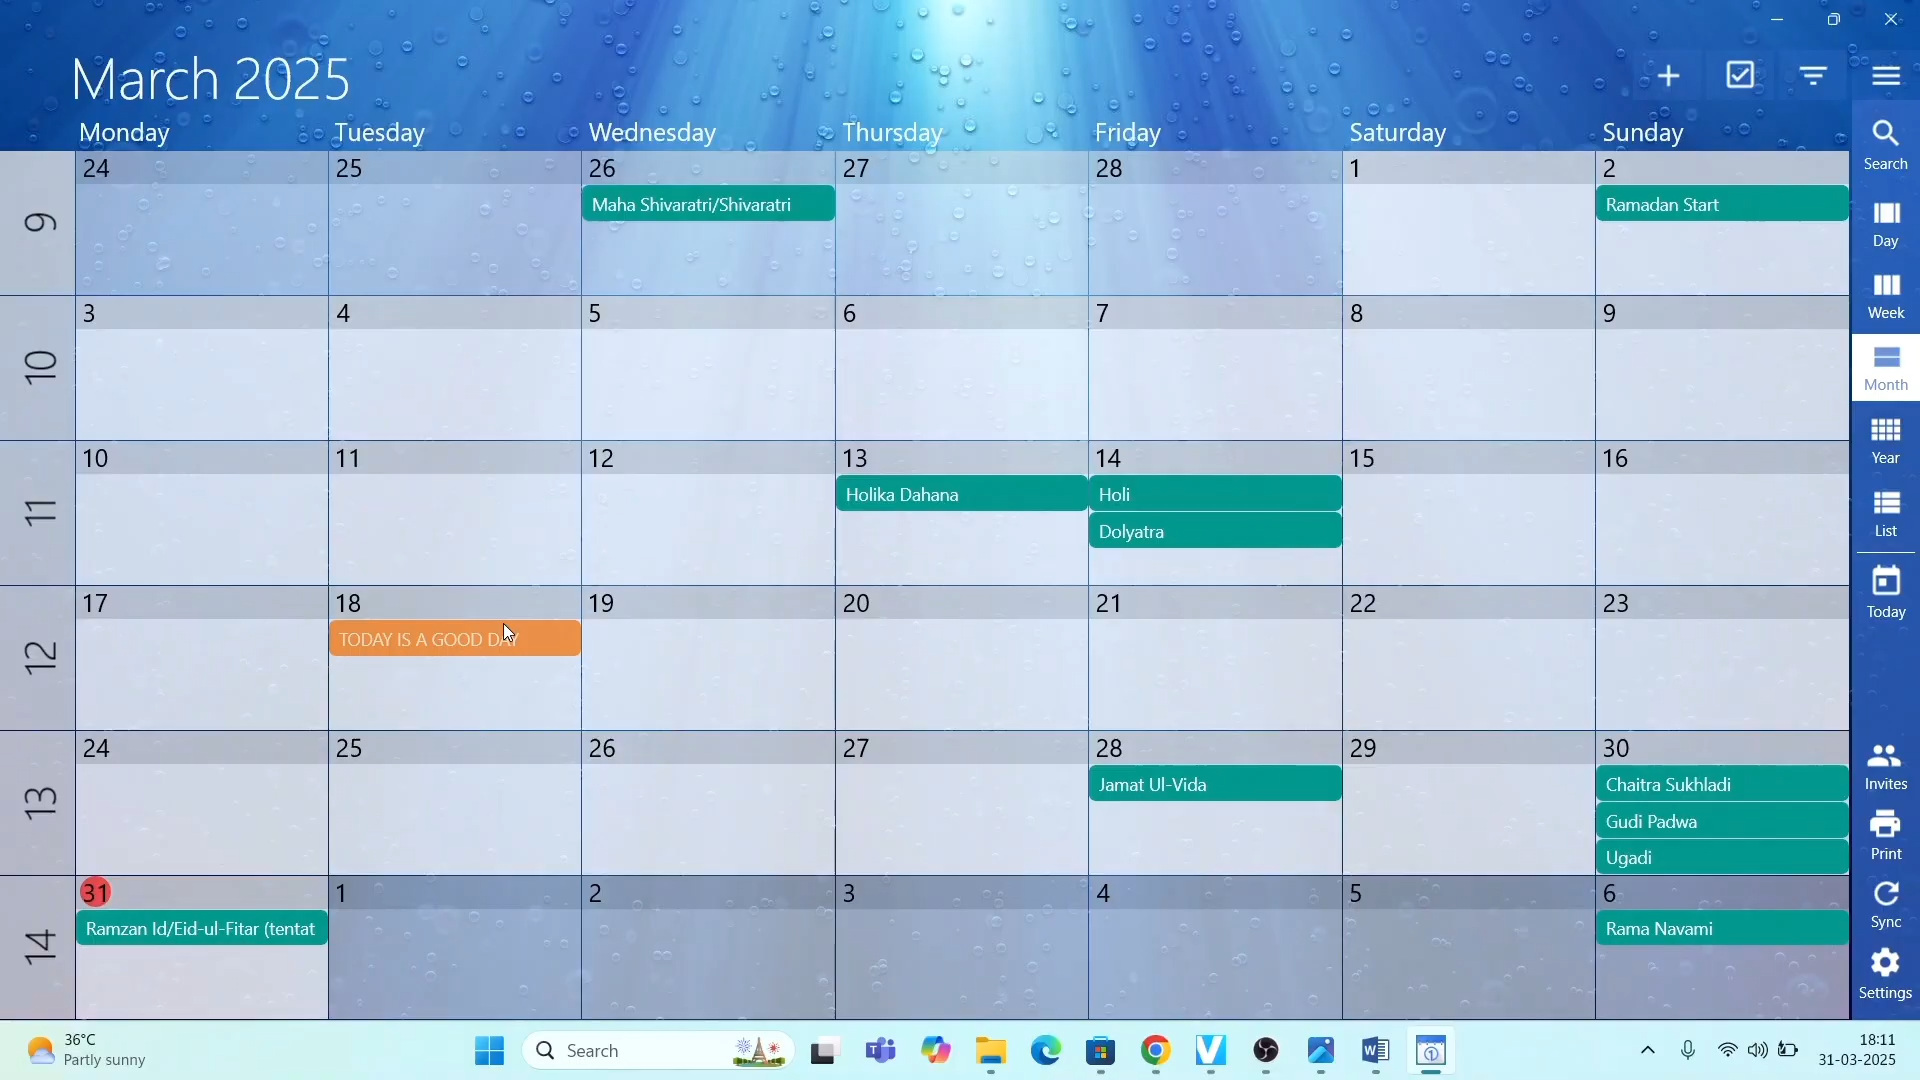 March 2025
Monday Tuesday Wednesday Thursday Friday Saturday Sunday
Search
9
24 25 26 27 28 1 2
Maha Shivaratri/Shivaratri Ramadan Start
Day
Week
10
3 4 5 6 7 8 9
Month
11
10 11 12 13 14 15 16
Holika Dahana Holi
Dolyatra
Year
List
12
17 18 19 20 21 22 23
TODAY IS A GOOD DAY
Today
13
24 25 26 27 28 29 30
Jamat Ul-Vida Chaitra Sukhladi
Gudi Padwa
Ugadi
Invites
Print
14
31 1 2 3 4 5 6
Ramzan Id/Eid-ul-Fitar (tentat Rama Navami
Sync
Settings
36°C
Partly sunny
Search
18:11
31-03-2025